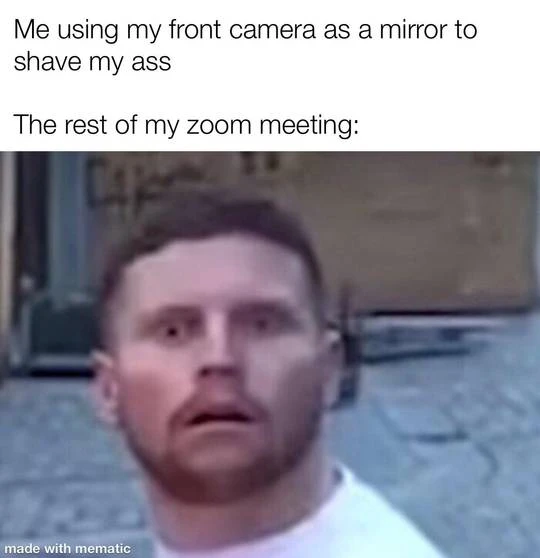 Me using my front camera as a mirror to
shave my ass
The rest of my zoom meeting:
made with mematic